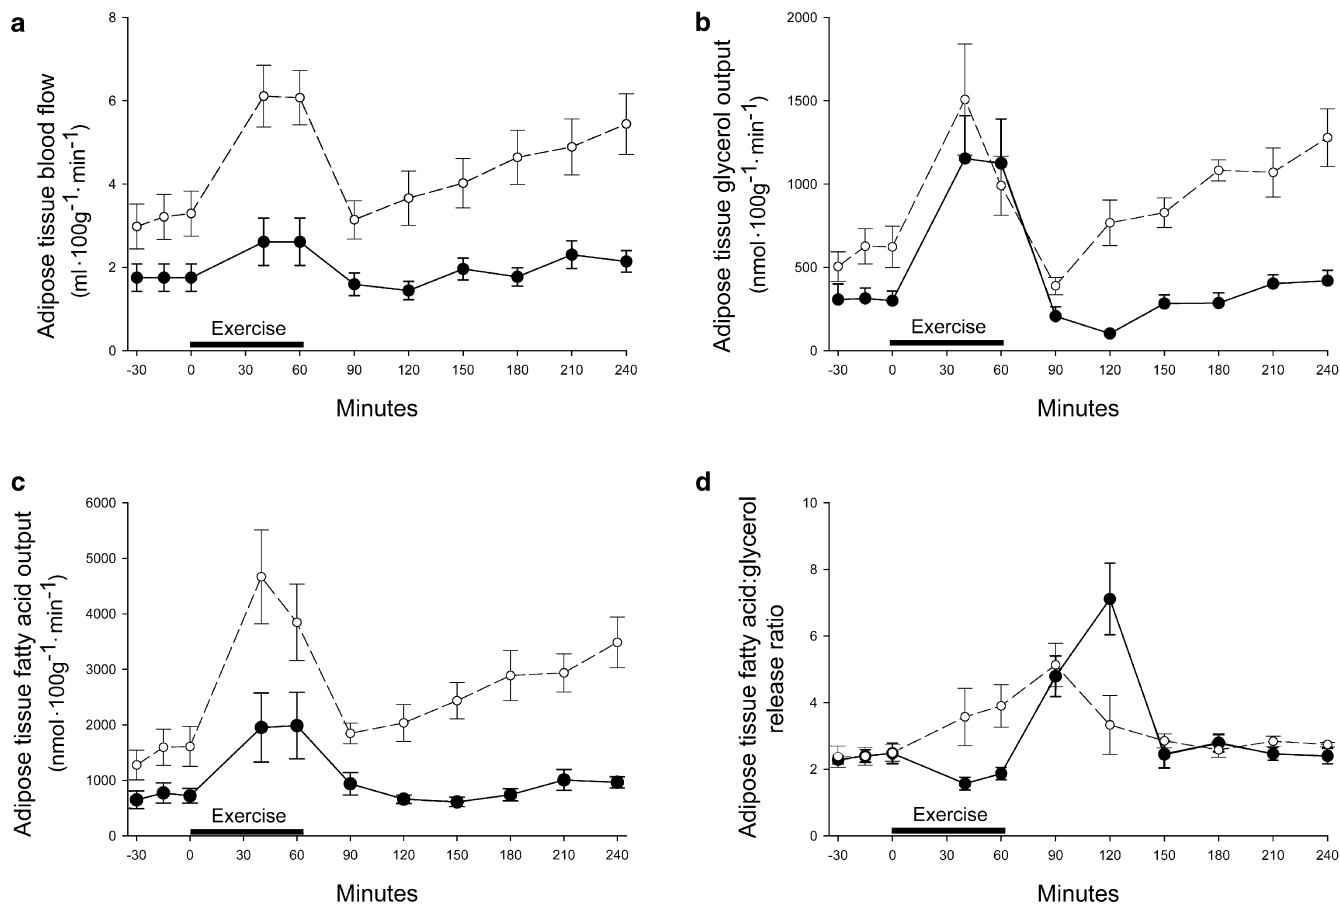 a
Adipose tissue blood flow
(ml·100g⁻¹·min⁻¹)
8
6
4
2
0
Exercise
-30 0 30 60 90 120 150 180 210 240
Minutes
b
Adipose tissue glycerol output
(nmol·100g⁻¹·min⁻¹)
2000
1500
1000
500
0
Exercise
-30 0 30 60 90 120 150 180 210 240
Minutes
c
Adipose tissue fatty acid output
(nmol·100g⁻¹·min⁻¹)
6000
5000
4000
3000
2000
1000
0
Exercise
-30 0 30 60 90 120 150 180 210 240
Minutes
d
Adipose tissue fatty acid:glycerol
release ratio
10
8
6
4
2
0
Exercise
-30 0 30 60 90 120 150 180 210 240
Minutes